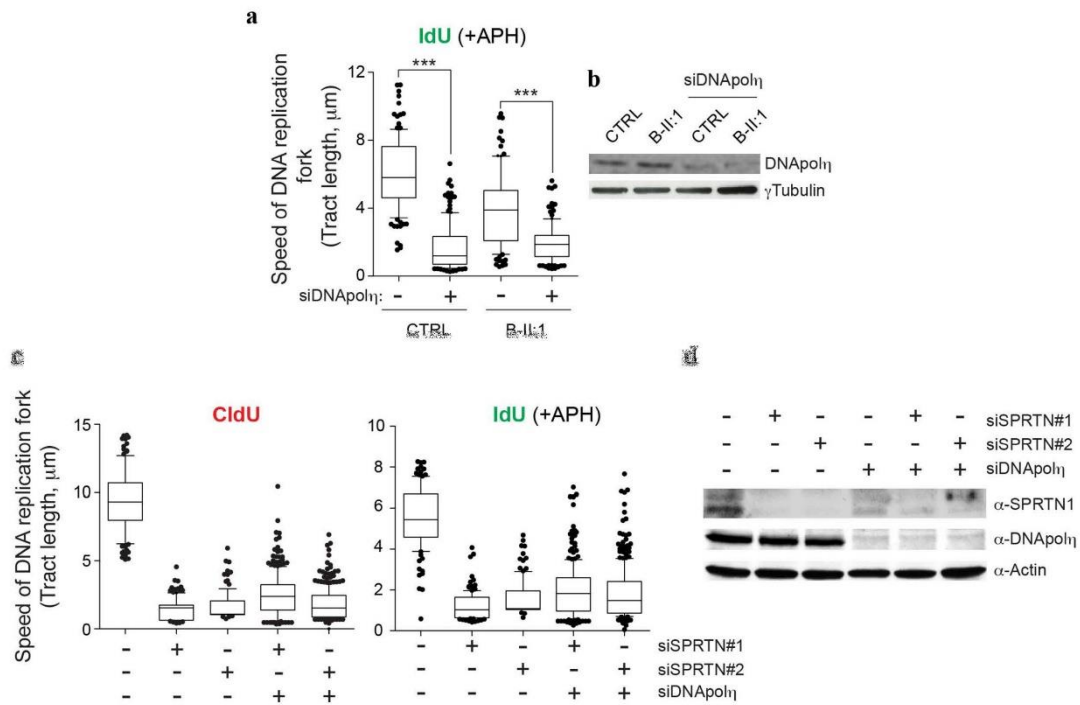 a
IdU (+APH)
Speed of DNA replication
fork
(Tract length, μm)
12
8
4
0
***
***
siDNApolη: - + - +
CTRL B-II:1
b
siDNApolη
CTRL B-II:1 CTRL B-II:1
DNApolη
γTubulin
c
CldU
Speed of DNA replication fork
(Tract length, μm)
15
10
5
0
- + - + -
- - + - +
- - - + +
IdU (+APH)
10
8
6
4
2
0
- + - + - siSPRTN#1
- - + - + siSPRTN#2
- - - + + siDNApolη
d
- + - - + - siSPRTN#1
- - + - - + siSPRTN#2
- - - + + + siDNApolη
α-SPRTN1
α-DNApolη
α-Actin